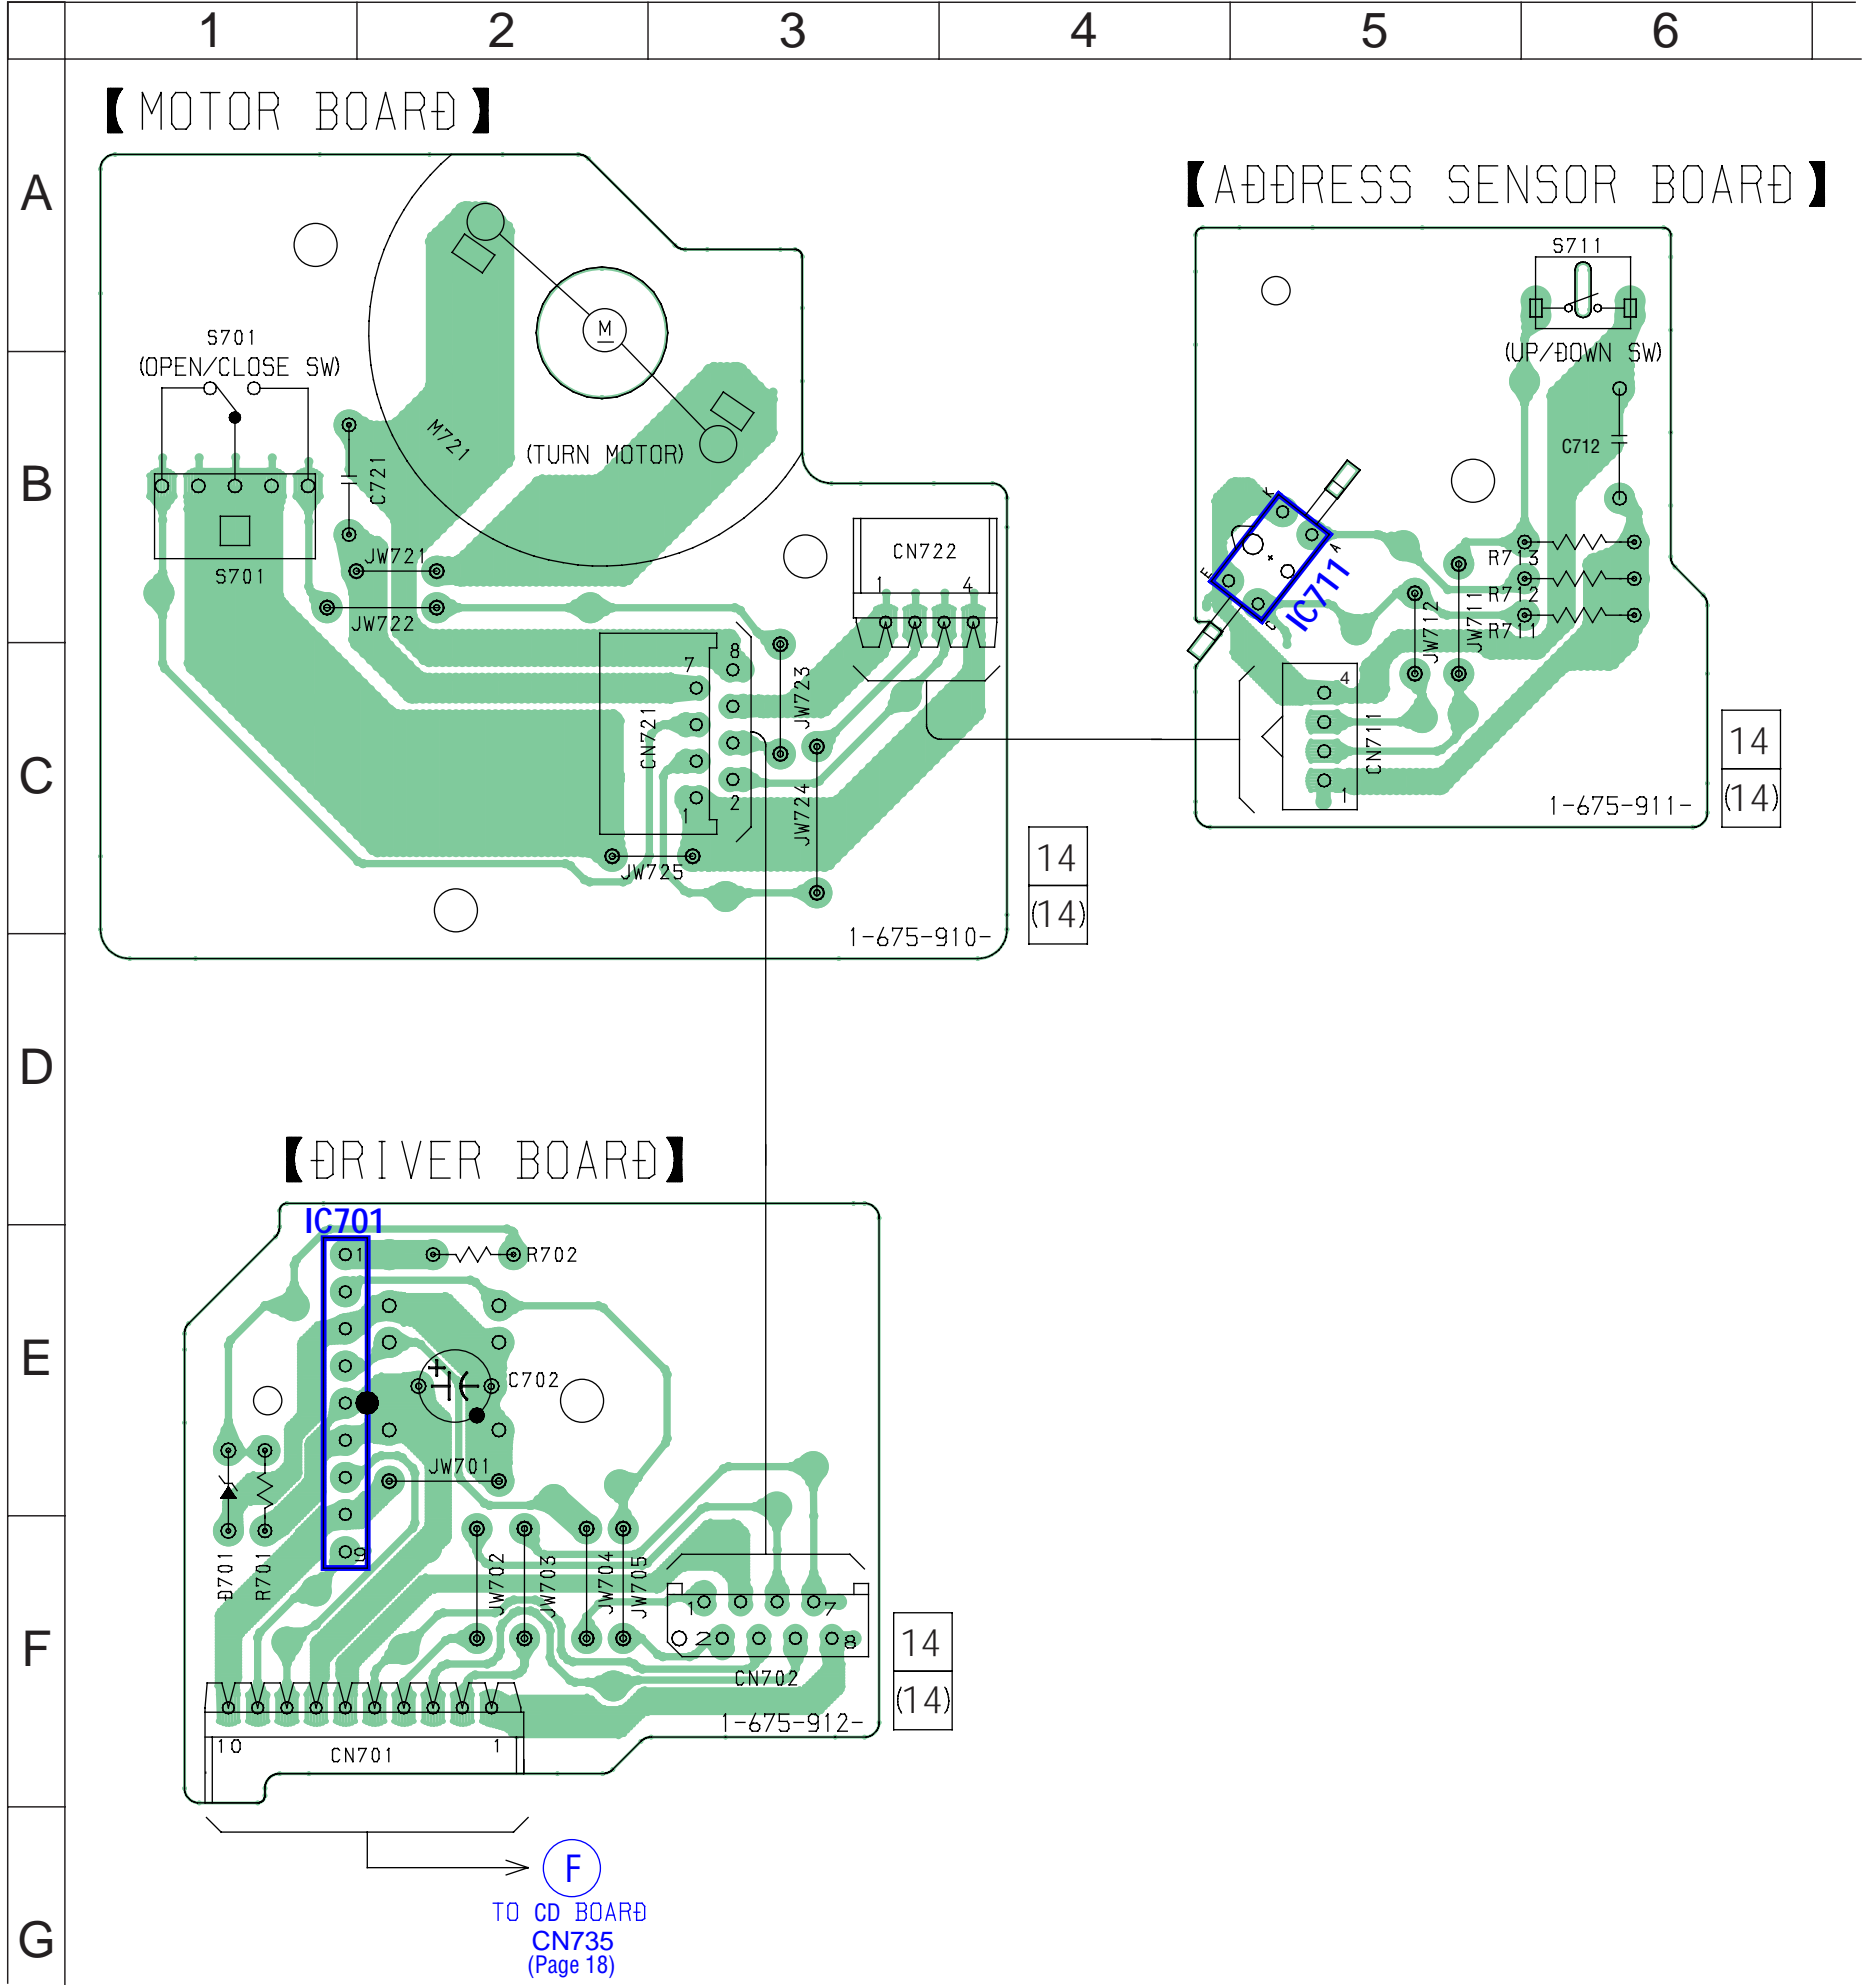 1 2 3 4 5 6
A
B
C
D
E
F
G
【MOTOR BOARD】
S701
(OPEN/CLOSE SW)
S701
C721
M721
M
(TURN MOTOR)
JW721
JW722
CN722
1 4
7 8
CN721
1 2
JW723
JW724
JW725
1-675-910-
14
(14)
【ADDRESS SENSOR BOARD】
S711
(UP/DOWN SW)
C712
K
A
E
C
IC711
R713
R712
R711
JW712
JW711
4
CN711
1
1-675-911-
14
(14)
【DRIVER BOARD】
IC701
1
R702
+
C702
JW701
9
D701
R701
JW702
JW703
JW704
JW705
1 7
2 8
CN702
1-675-912-
10 CN701 1
14
(14)
F
TO CD BOARD
CN735
(Page 18)